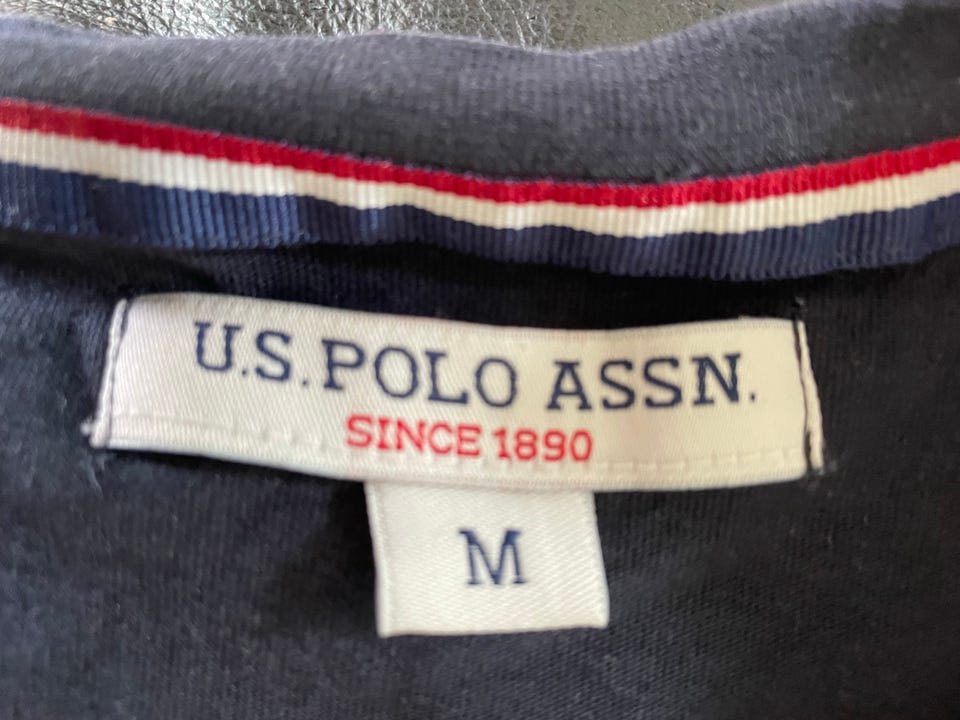 U.S. POLO ASSN.
SINCE 1890
M